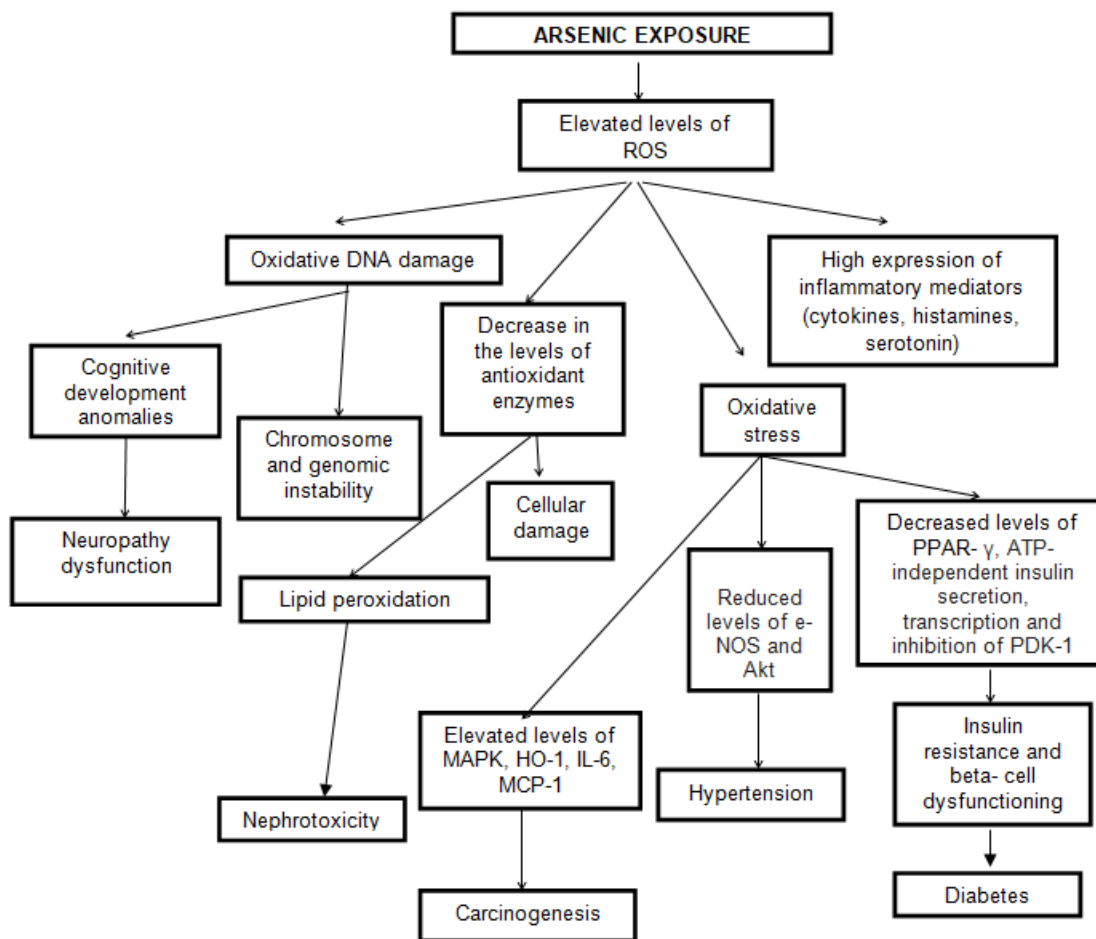 ARSENIC EXPOSURE
Elevated levels of
ROS
Oxidative DNA damage
High expression of
inflammatory mediators
(cytokines, histamines,
serotonin)
Cognitive
development
anomalies
Decrease in
the levels of
antioxidant
enzymes
Oxidative
stress
Chromosome
and genomic
instability
Cellular
damage
Neuropathy
dysfunction
Decreased levels of
PPAR- γ, ATP-
independent insulin
secretion,
transcription and
inhibition of PDK-1
Lipid peroxidation
Reduced
levels of e-
NOS and
Akt
Elevated levels of
MAPK, HO-1, IL-6,
MCP-1
Insulin
resistance and
beta- cell
dysfunctioning
Hypertension
Nephrotoxicity
Diabetes
Carcinogenesis